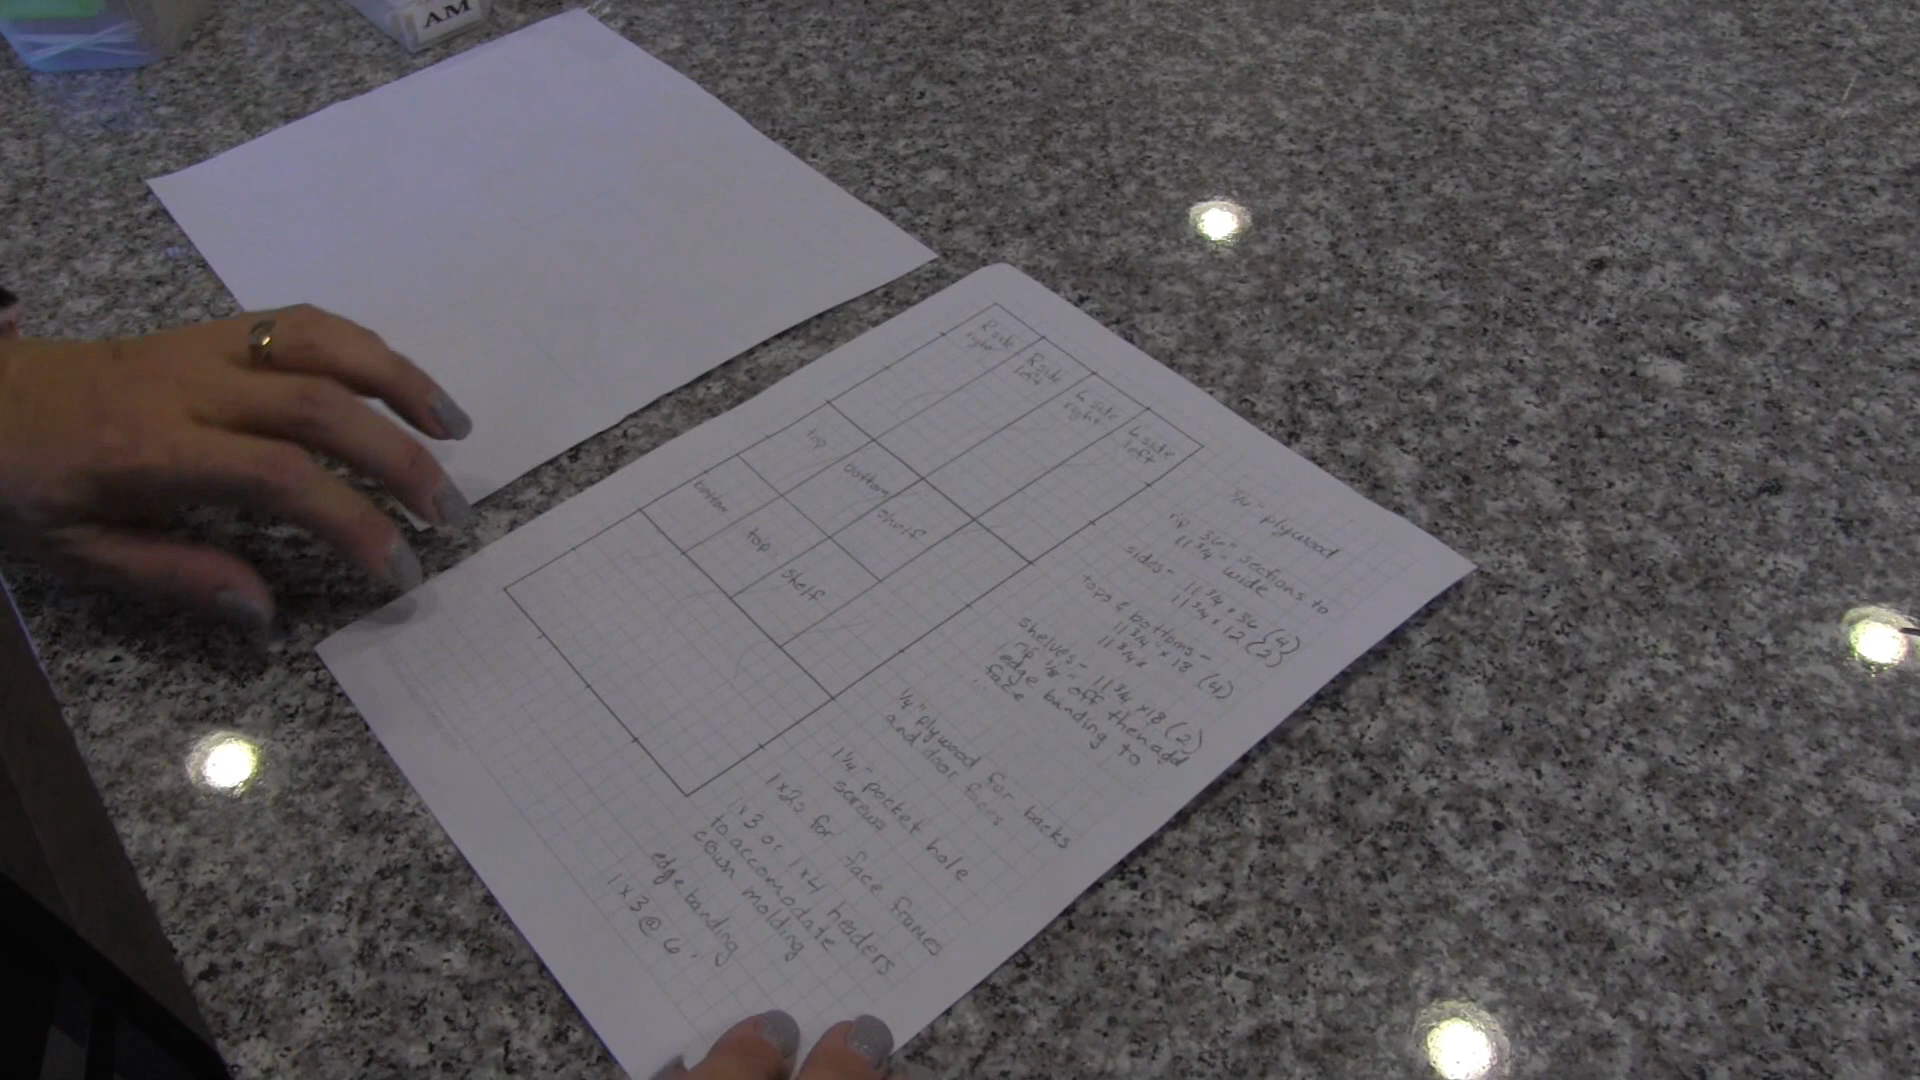 AM
R side
right
R side
left
L side
right
L side
left
top
bottom
shelf
bottom
top
shelf
3/4" plywood
rip 36" sections to
11 3/4" wide
sides - 11 3/4 x 36 (4)
11 3/4 x 12 (2)
tops & bottoms -
11 3/4 x 18 (4)
11 3/4 x
shelves - 11 3/4 x 18 (2)
rip 1/8" off then add
edge banding to
face
1/4" plywood for backs
and door faces
1 1/4" pocket hole
screws
1x2s for face frames
1x3 or 1x4 headers
to accomodate
crown molding
edge banding
1x3 @ 6'